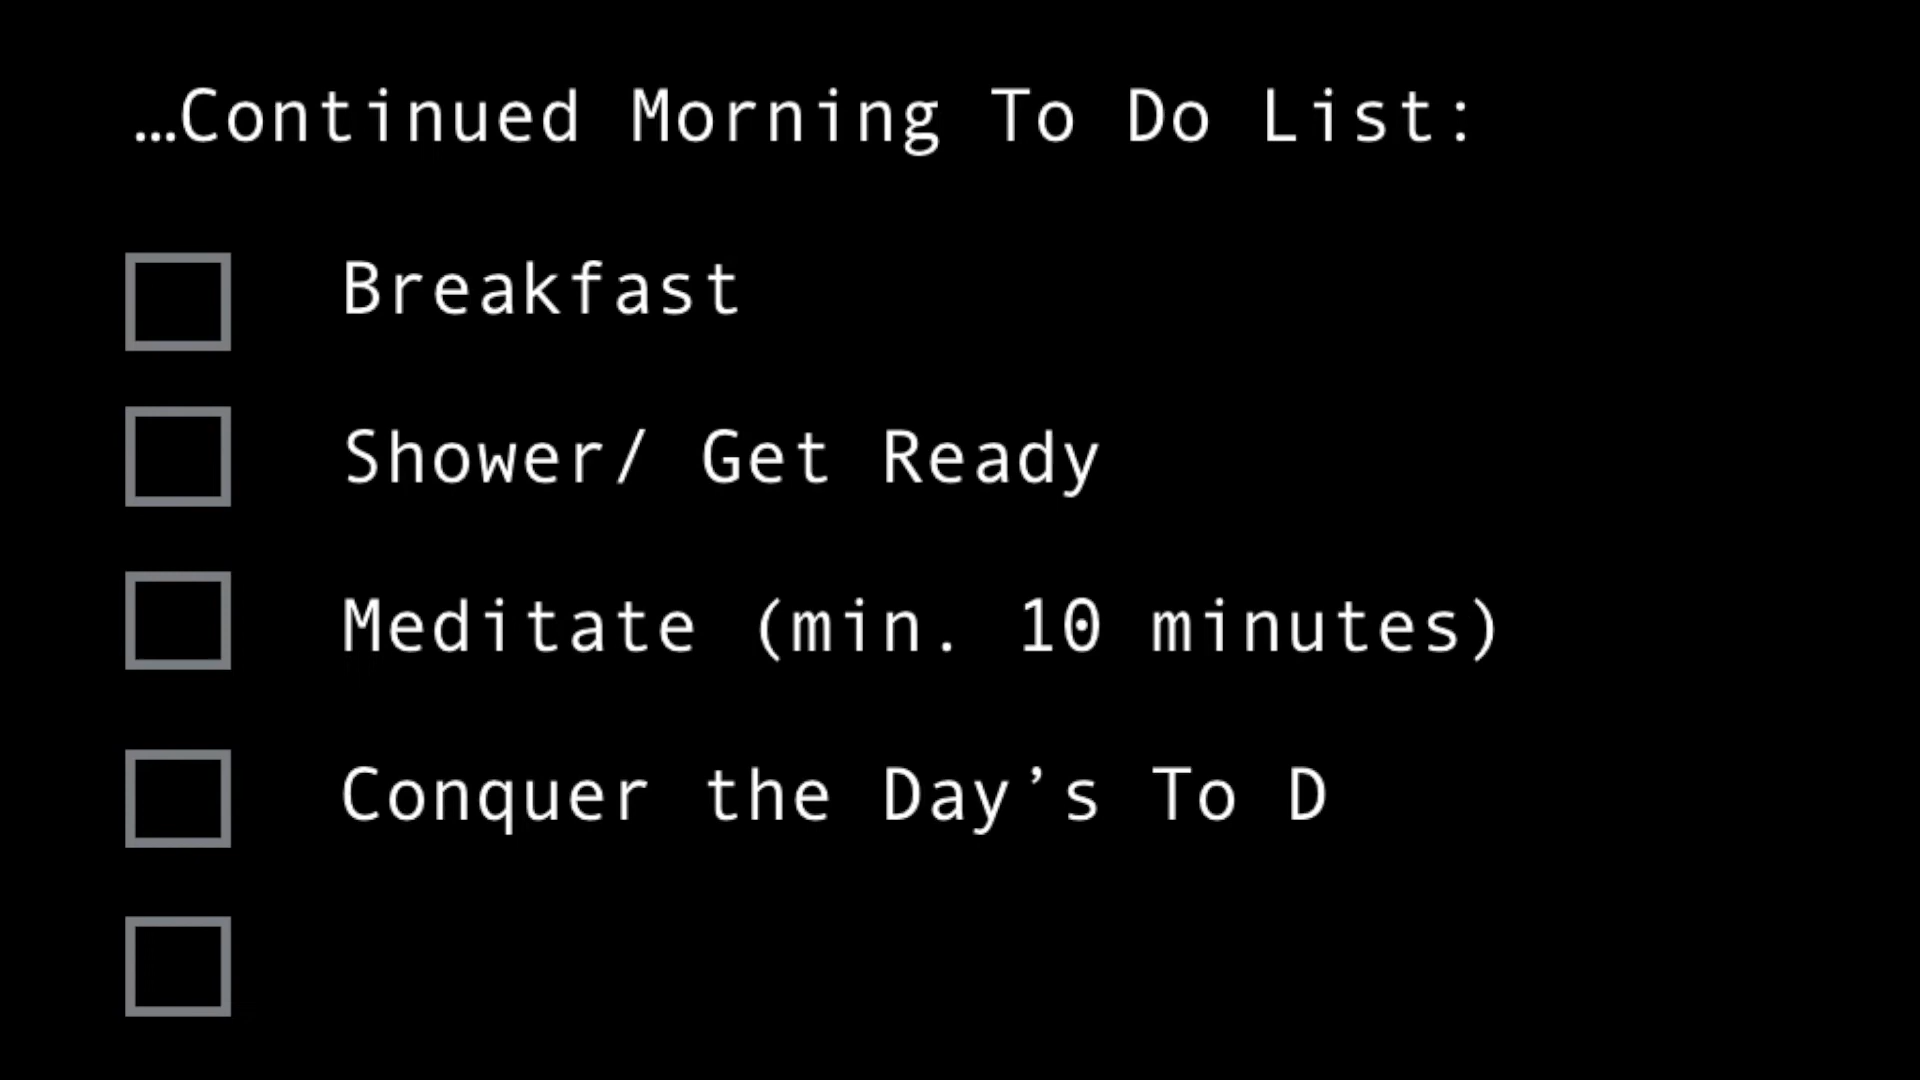 …Continued Morning To Do List:
Breakfast
Shower/ Get Ready
Meditate (min. 10 minutes)
Conquer the Day’s To D